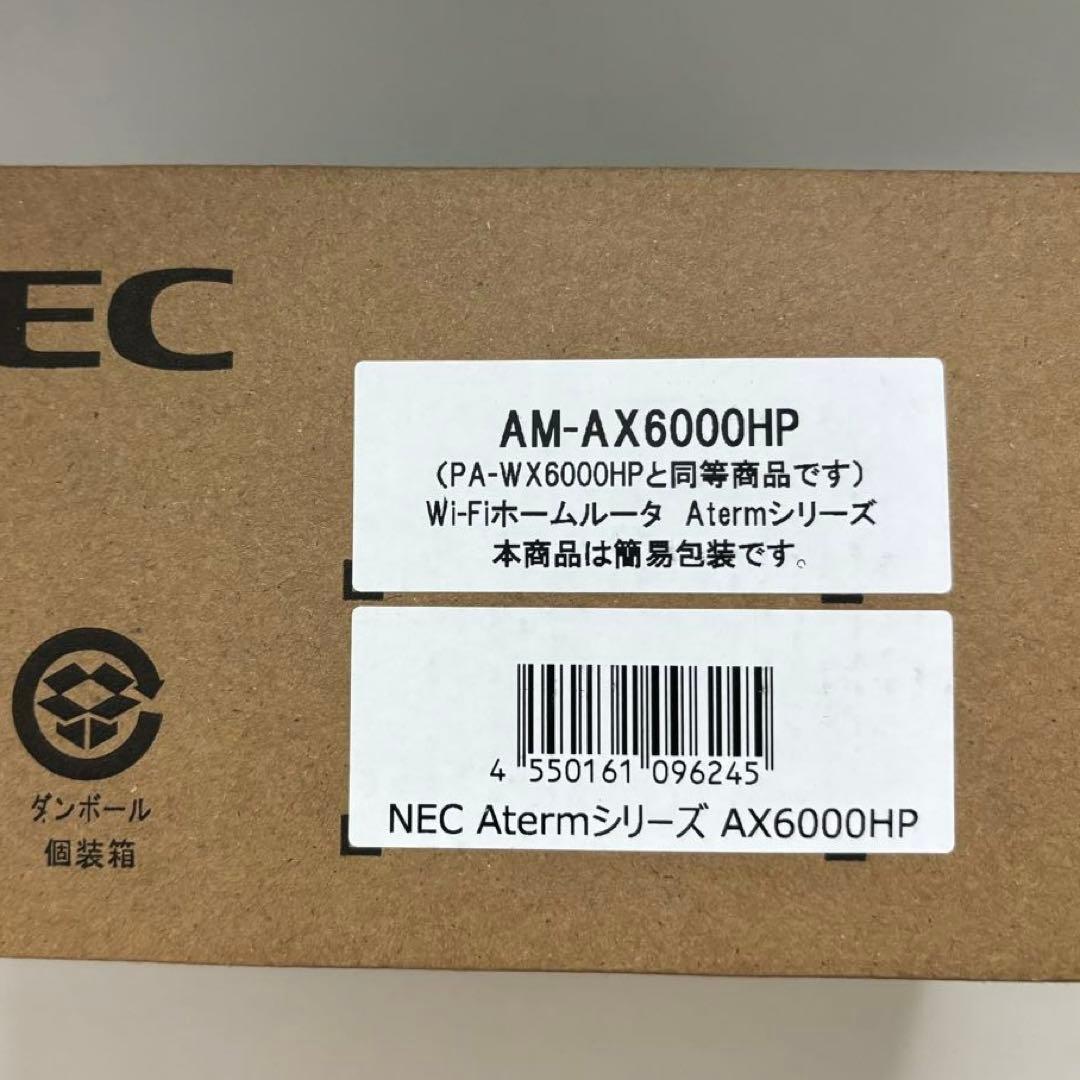 EC
AM-AX6000HP
（PA-WX6000HPと同等商品です）
Wi-Fiホームルータ Atermシリーズ
本商品は簡易包装です。
4 550161 096245
NEC Atermシリーズ AX6000HP
ダンボール
個装箱